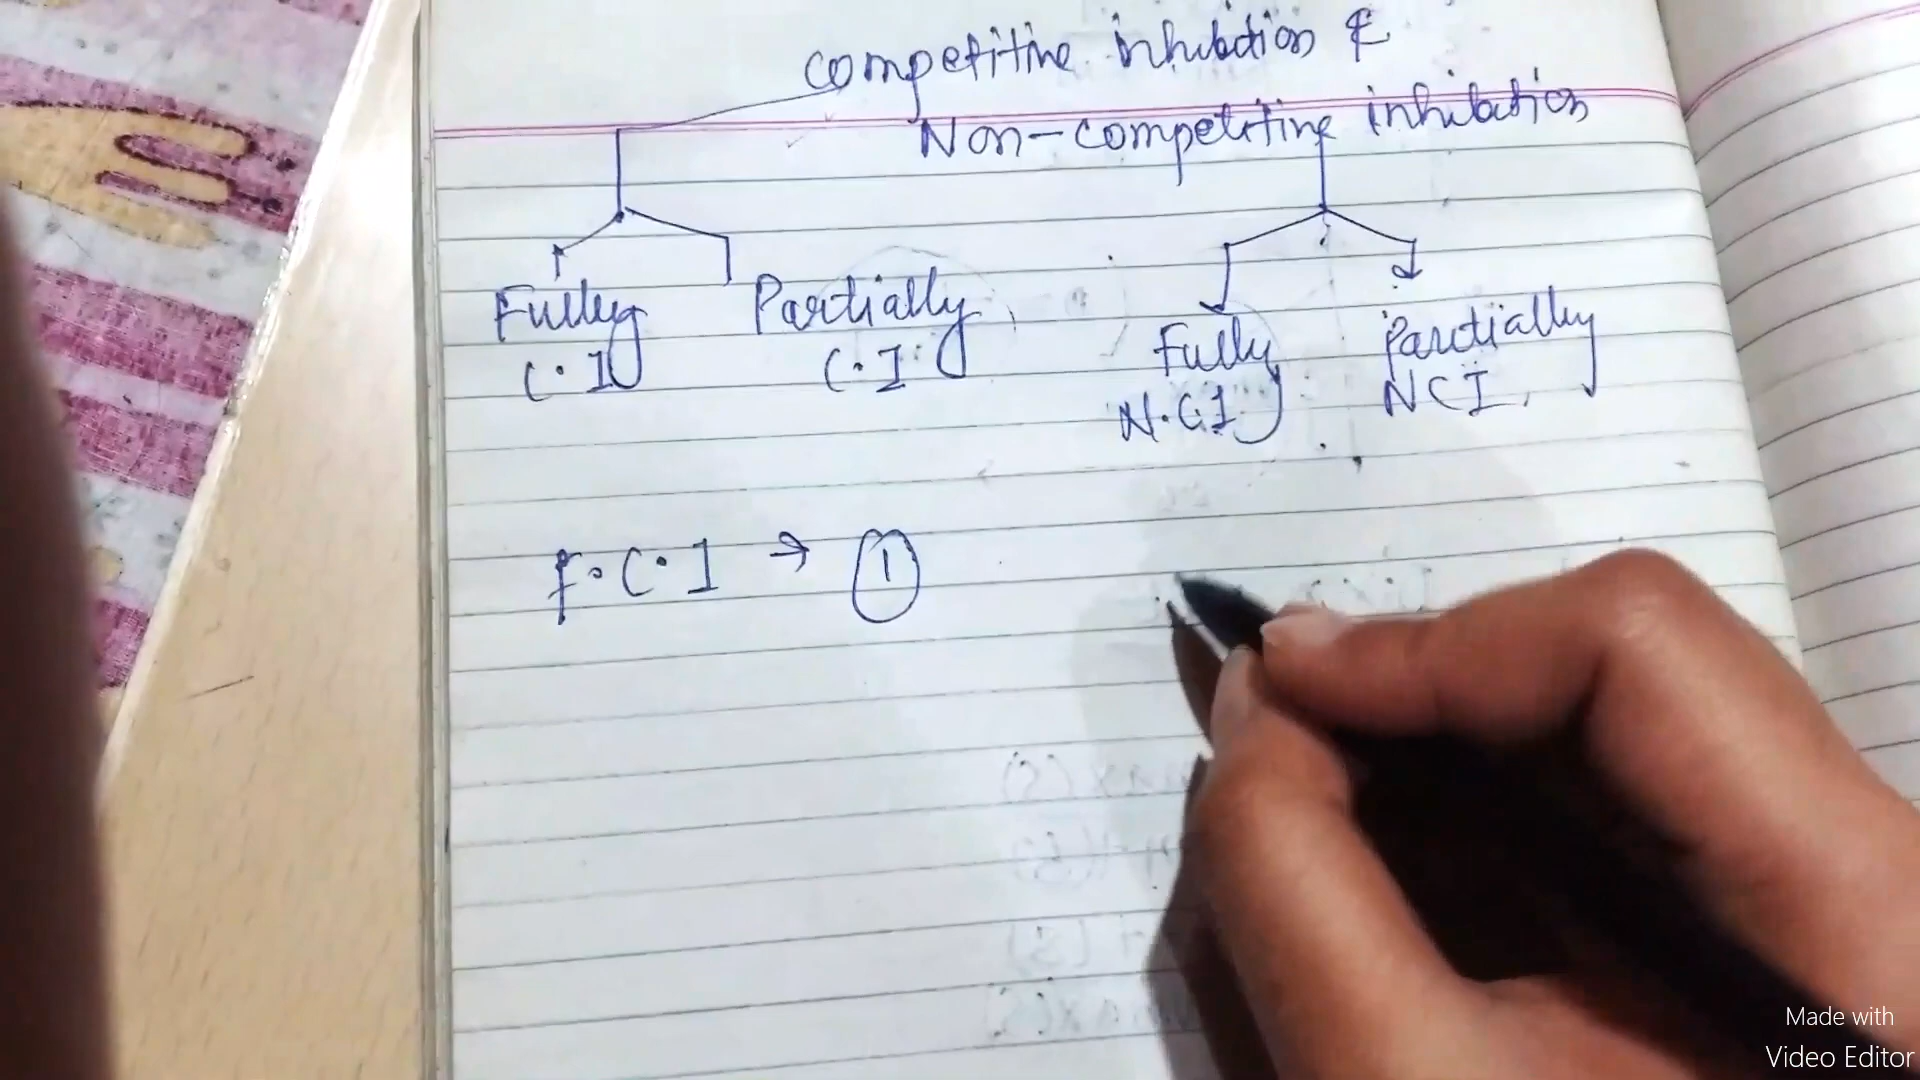 competitive inhibition &
Non-competitive inhibition
Fully
C.I
Partially
C.I.
Fully
N.C.I
Partially
NCI.
F.C.I → 1
Made with
Video Editor